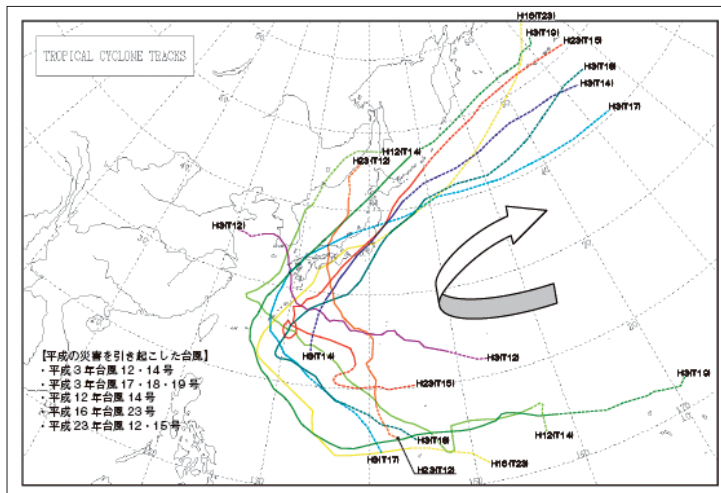 TROPICAL CYCLONE TRACKS
H16(T23)
H3(T19)
H23(T15)
H3(T18)
H3(T14)
H3(T17)
H12(T14)
H23(T12)
H3(T12)
【平成の災害を引き起こした台風】
・平成3年台風12・14号
・平成3年台風17・18・19号
・平成12年台風14号
・平成16年台風23号
・平成23年台風12・15号
H3(T14)
H3(T12)
H3(T19)
H23(T15)
H12(T14)
H3(T18)
H3(T17)
H16(T23)
H23(T12)